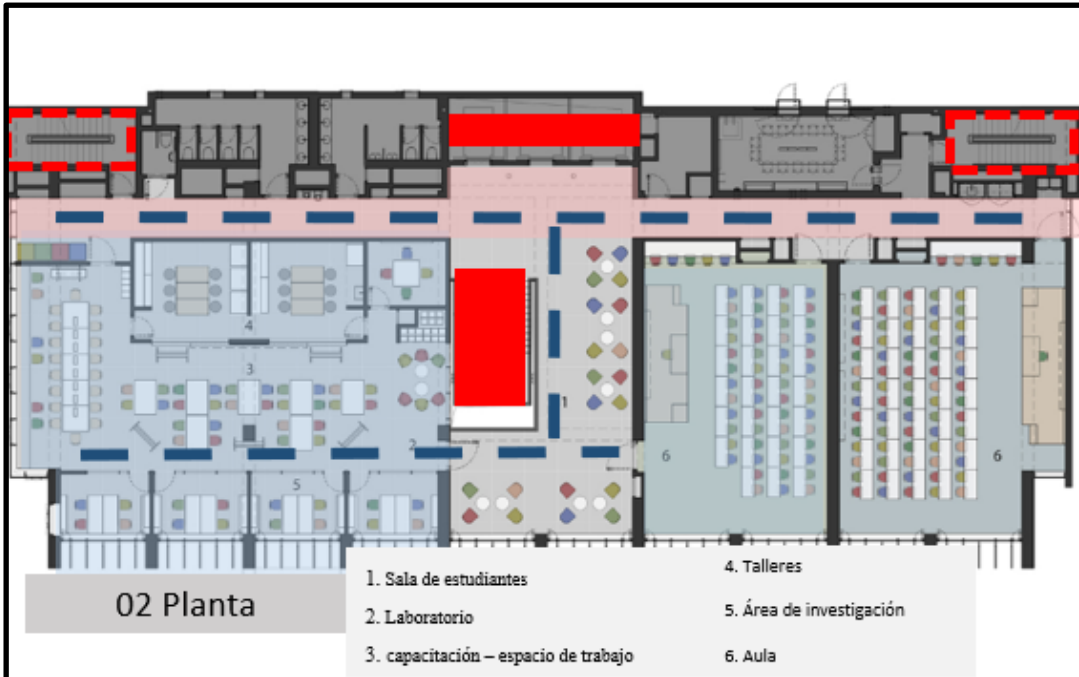 4
3
1
2
6
6
5
02 Planta
1. Sala de estudiantes
2. Laboratorio
3. capacitación – espacio de trabajo
4. Talleres
5. Área de investigación
6. Aula